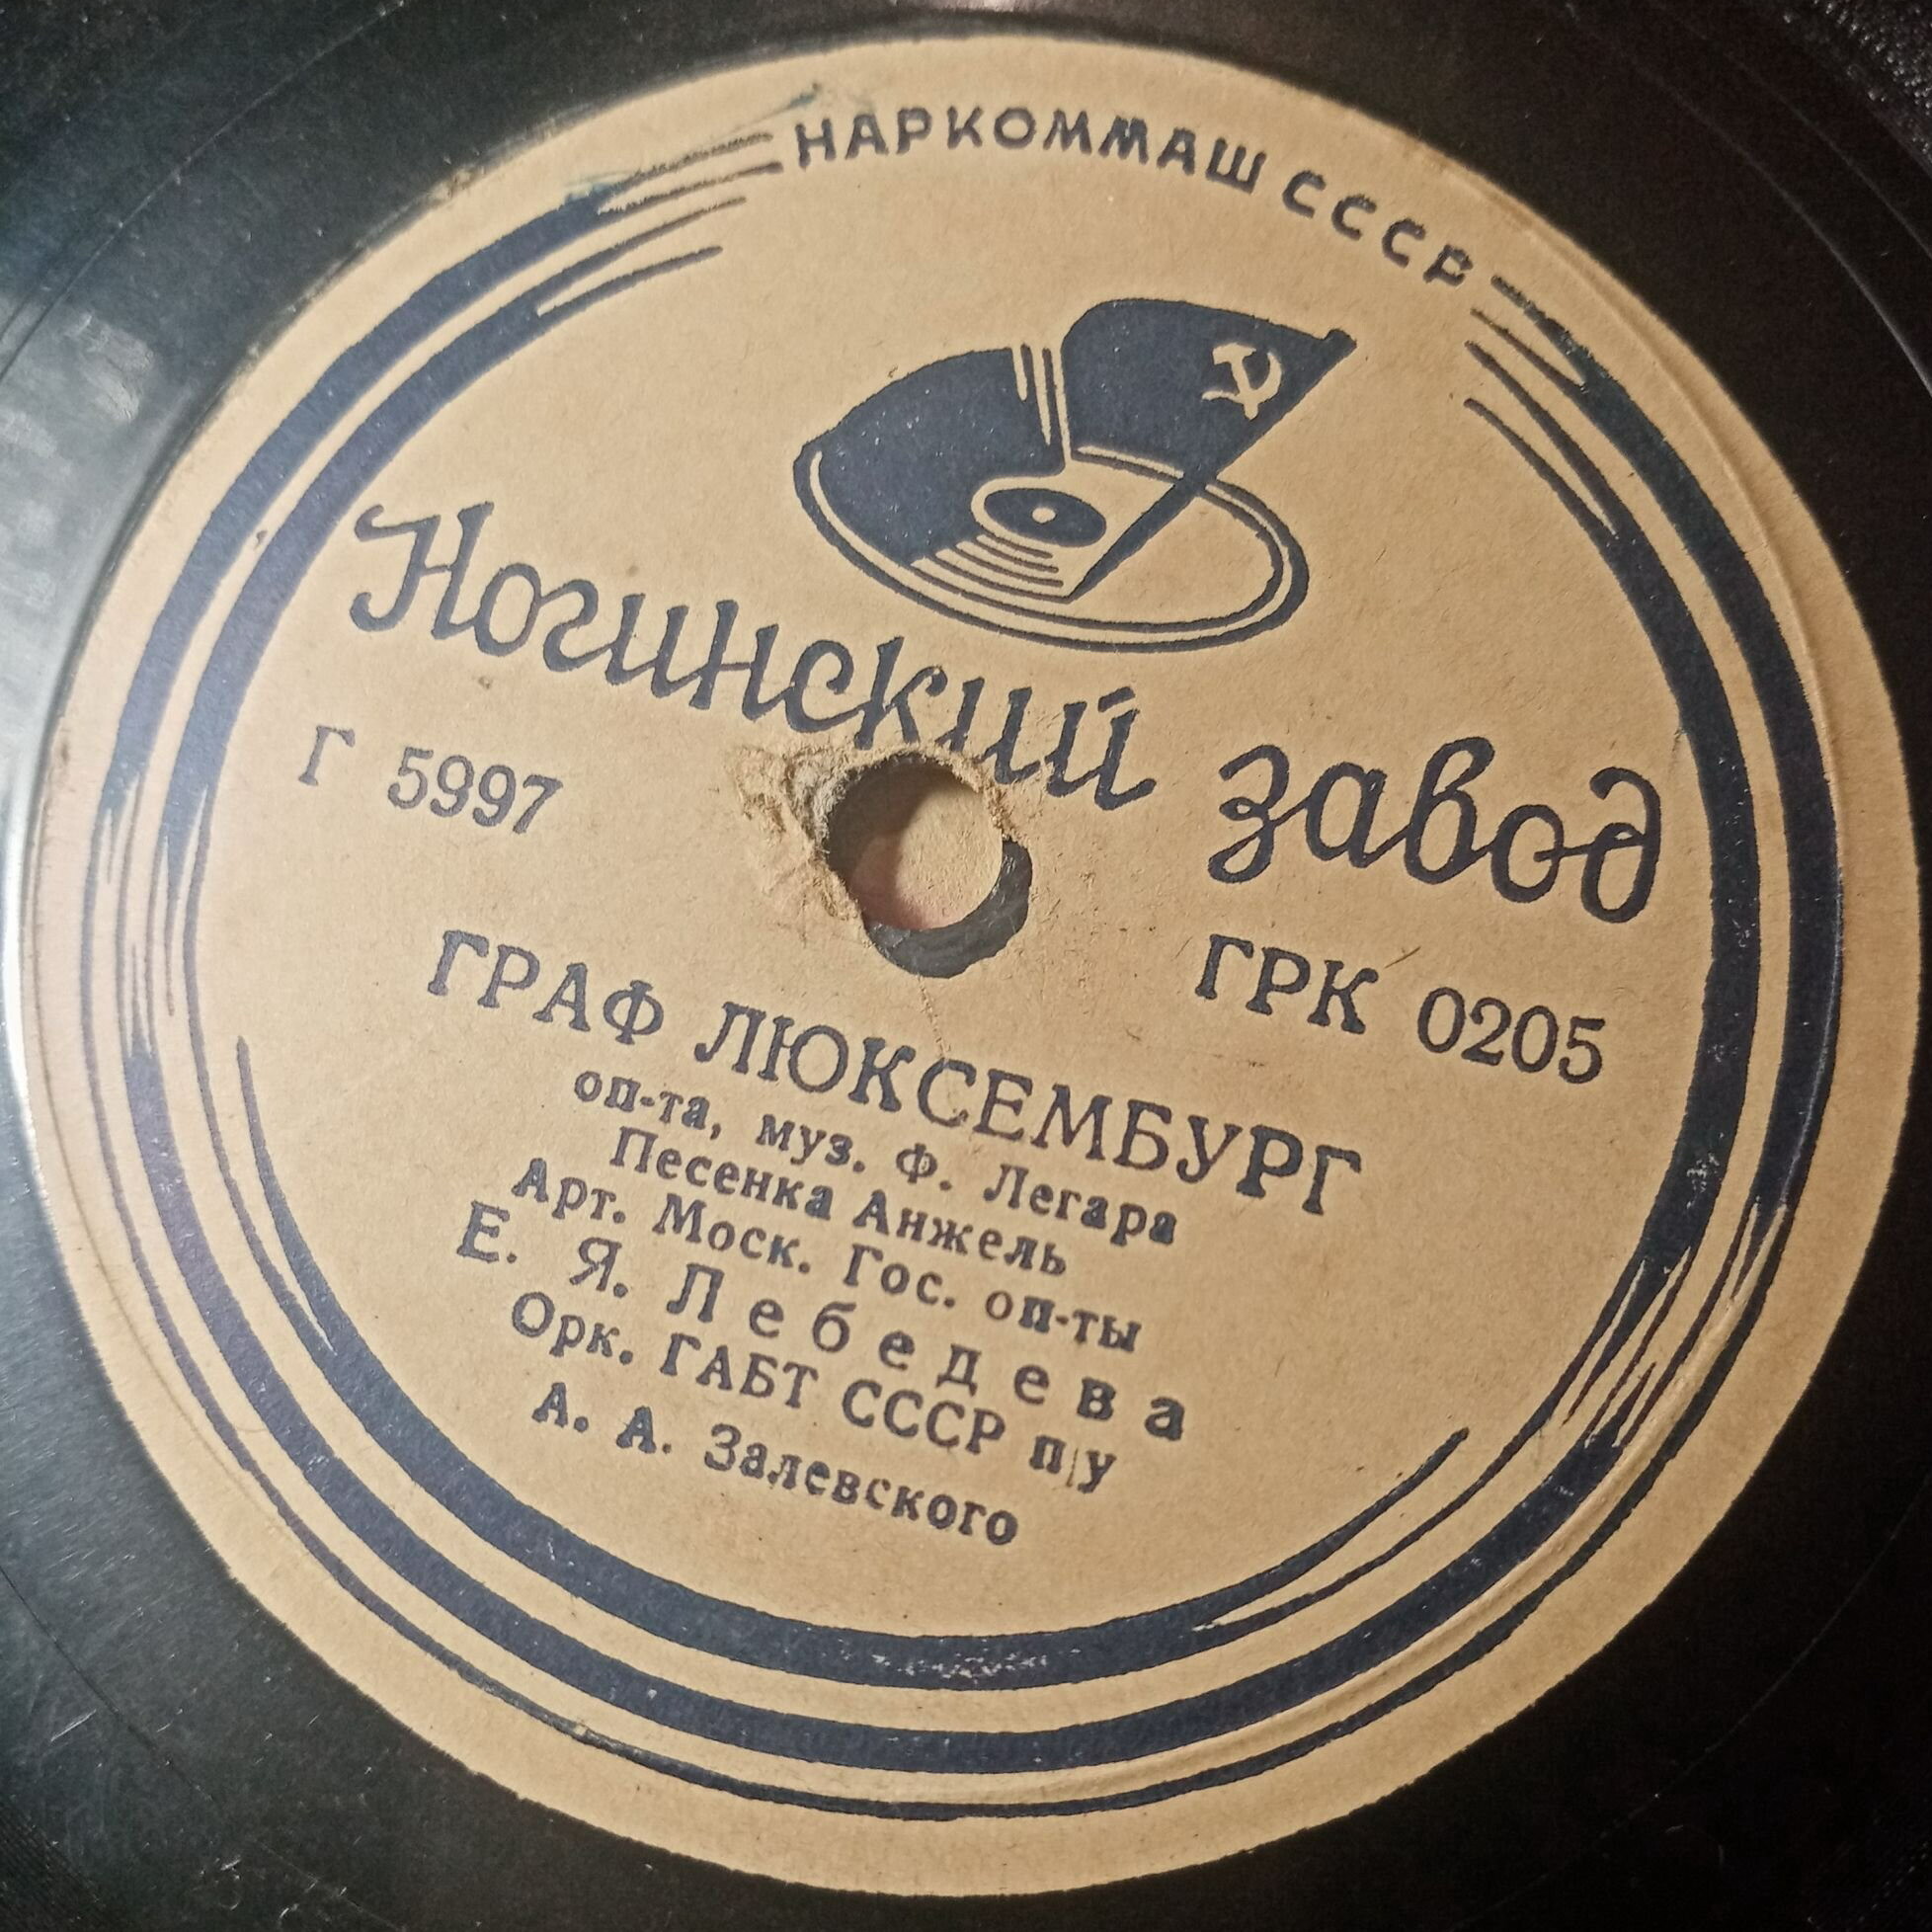 НАРКОММАШ СССР
Ногинский завод
Г 5997
ГРК 0205
ГРАФ ЛЮКСЕМБУРГ
оп-та, муз. Ф. Легара
Песенка Анжель
Арт. Моск. Гос. оп-ты
Е. Я. Лебедева
Орк. ГАБТ СССР п/у
А. А. Залевского